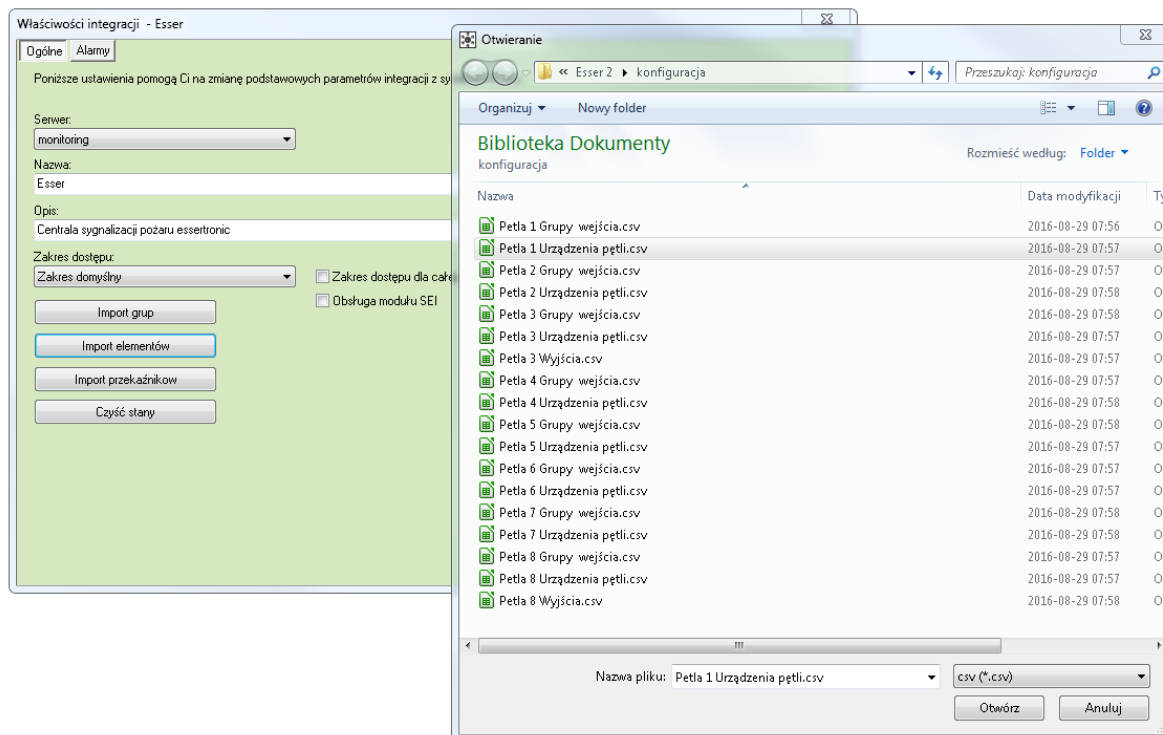 Właściwości integracji - Esser
Ogólne
Alarmy
Poniższe ustawienia pomogą Ci na zmianę podstawowych parametrów integracji z
Serwer:
monitoring
Nazwa:
Esser
Opis:
Centrala sygnalizacji pożaru essertronic
Zakres dostępu:
Zakres domyślny
Zakres dostępu dla
Obsługa modułu SEI
Import grup
Import elementów
Import przekaźnikow
Czyść stany
Otwieranie
« Esser 2 konfiguracja
Przeszukaj: konfiguracja
Organizuj
Nowy folder
Biblioteka Dokumenty
konfiguracja
Rozmieść według: Folder
Nazwa Data modyfikacji
Petla 1 Grupy wejścia.csv 2016-08-29 07:56
Petla 1 Urządzenia pętli.csv 2016-08-29 07:57
Petla 2 Grupy wejścia.csv 2016-08-29 07:57
Petla 2 Urządzenia pętli.csv 2016-08-29 07:58
Petla 3 Grupy wejścia.csv 2016-08-29 07:58
Petla 3 Urządzenia pętli.csv 2016-08-29 07:57
Petla 3 Wyjścia.csv 2016-08-29 07:57
Petla 4 Grupy wejścia.csv 2016-08-29 07:57
Petla 4 Urządzenia pętli.csv 2016-08-29 07:58
Petla 5 Grupy wejścia.csv 2016-08-29 07:58
Petla 5 Urządzenia pętli.csv 2016-08-29 07:57
Petla 6 Grupy wejścia.csv 2016-08-29 07:57
Petla 6 Urządzenia pętli.csv 2016-08-29 07:57
Petla 7 Grupy wejścia.csv 2016-08-29 07:58
Petla 7 Urządzenia pętli.csv 2016-08-29 07:58
Petla 8 Grupy wejścia.csv 2016-08-29 07:57
Petla 8 Urządzenia pętli.csv 2016-08-29 07:57
Petla 8 Wyjścia.csv 2016-08-29 07:58
Nazwa pliku: Petla 1 Urządzenia pętli.csv
csv (*.csv)
Otwórz
Anuluj